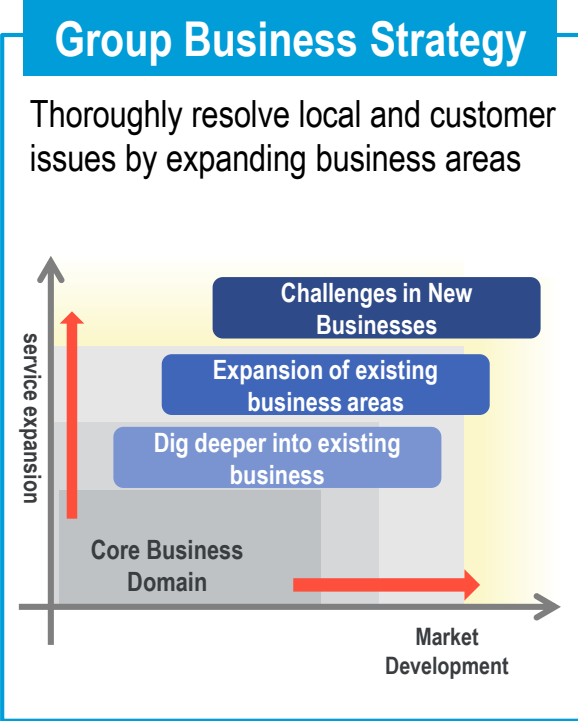 Group Business Strategy
Thoroughly resolve local and customer
issues by expanding business areas
Challenges in New
Businesses
Expansion of existing
business areas
Dig deeper into existing
business
service expansion
Core Business
Domain
Market
Development